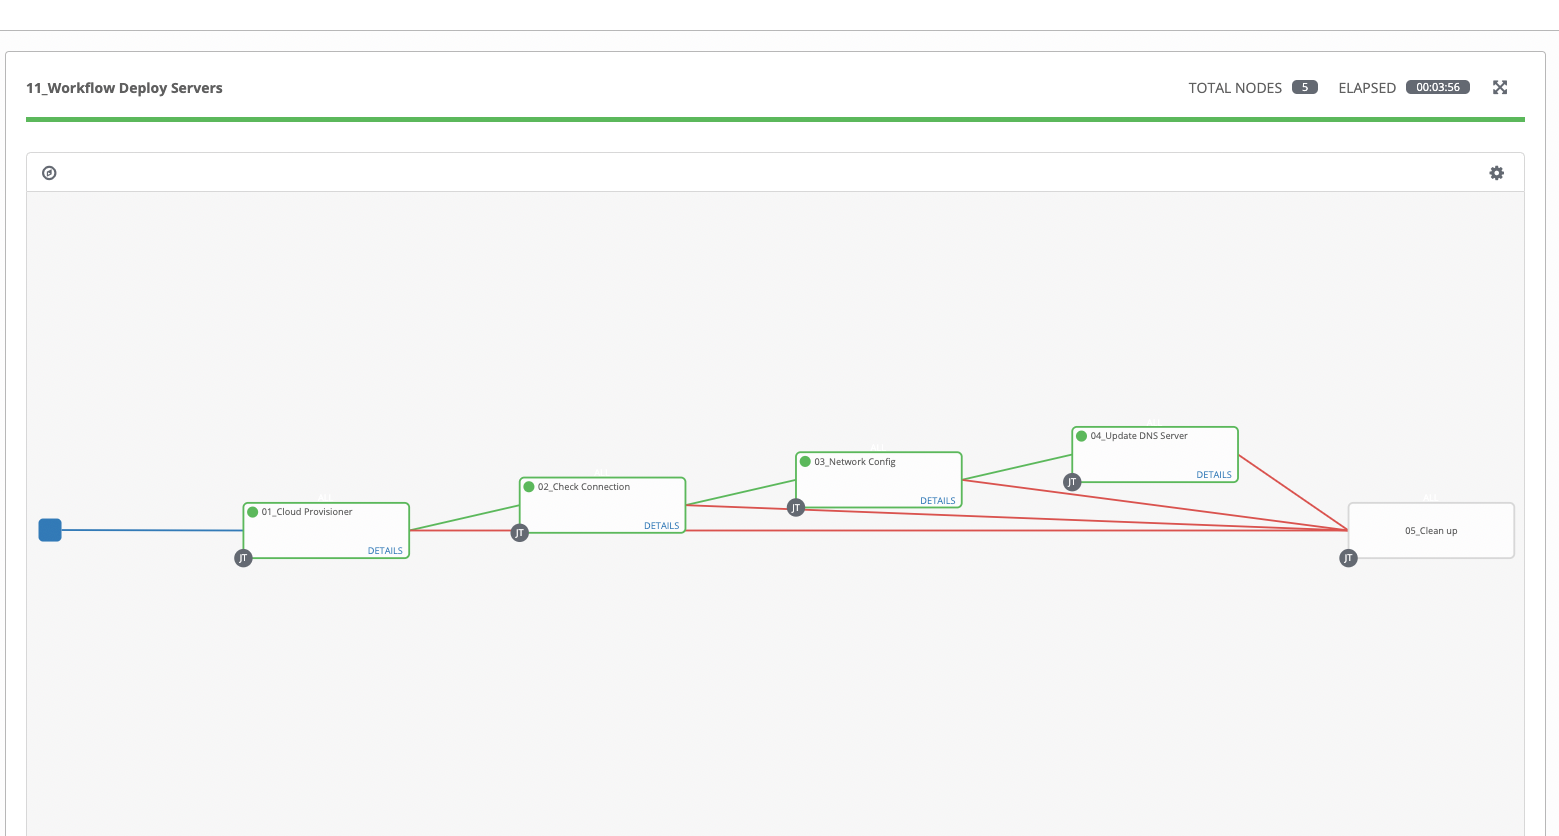 11_Workflow Deploy Servers
TOTAL NODES 5 ELAPSED 00:03:56
01_Cloud Provisioner
DETAILS
JT
02_Check Connection
DETAILS
JT
03_Network Config
DETAILS
JT
04_Update DNS Server
DETAILS
JT
05_Clean up
JT